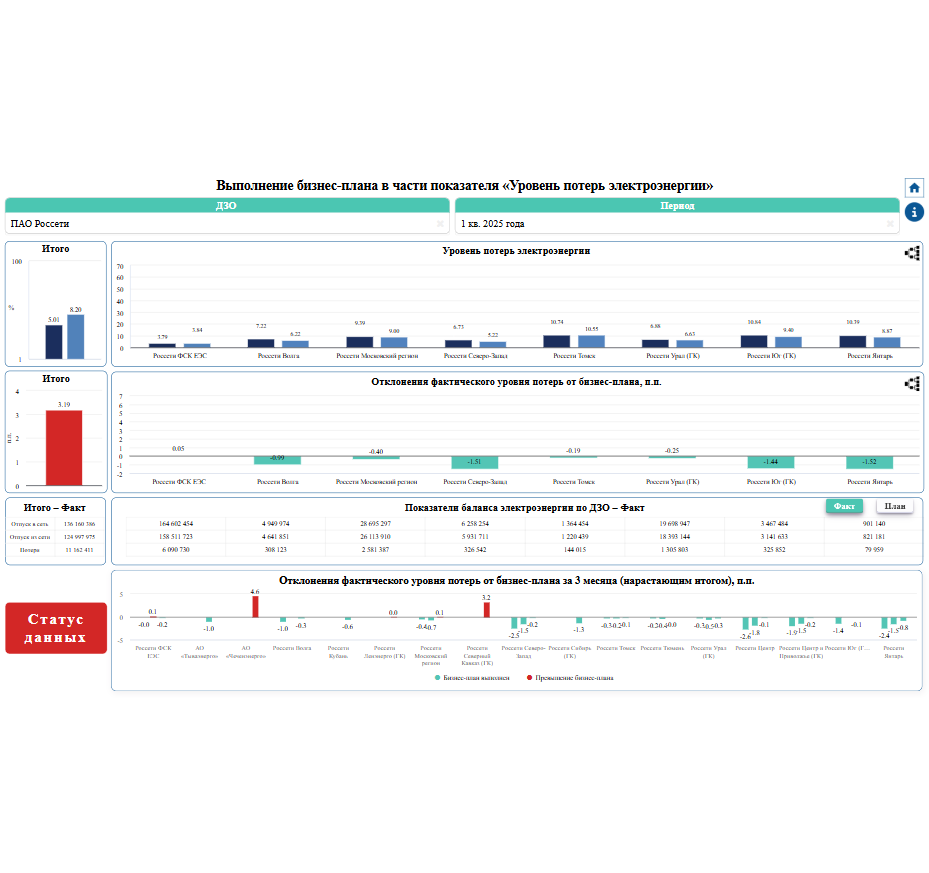 Выполнение бизнес-плана в части показателя «Уровень потерь электроэнергии»
ДЗО
Период
ПАО Россети
1 кв. 2025 года
Итого
100
%
1
5.01
8.20
Уровень потерь электроэнергии
70
60
50
40
30
20
10
0
3.79 3.84 7.22 6.22 9.39 9.00 6.73 5.22 10.74 10.55 6.88 6.63 10.84 9.40 10.39 8.87
Россети ФСК ЕЭС Россети Волга Россети Московский регион Россети Северо-Запад Россети Томск Россети Урал (ГК) Россети Юг (ГК) Россети Янтарь
Итого
4
3
2
1
0
п.п.
3.19
Отклонения фактического уровня потерь от бизнес-плана, п.п.
7
6
5
4
3
2
1
0
-1
-2
0.05 -0.99 -0.40 -1.51 -0.19 -0.25 -1.44 -1.52
Россети ФСК ЕЭС Россети Волга Россети Московский регион Россети Северо-Запад Россети Томск Россети Урал (ГК) Россети Юг (ГК) Россети Янтарь
Итого – Факт
Отпуск в сеть 136 160 386
Отпуск из сети 124 997 975
Потери 11 162 411
Показатели баланса электроэнергии по ДЗО – Факт
Факт
План
164 602 454 4 949 974 28 695 297 6 258 254 1 364 454 19 698 947 3 467 484 901 140
158 511 723 4 641 851 26 113 910 5 931 711 1 220 439 18 393 144 3 141 633 821 181
6 090 730 308 123 2 581 387 326 542 144 015 1 305 803 325 852 79 959
Статус
данных
Отклонения фактического уровня потерь от бизнес-плана за 3 месяца (нарастающим итогом), п.п.
5
0
-5
-0.0 0.1 -0.2 -1.0 4.6 -1.0 -0.3 -0.6 0.0 -0.4 -0.7 0.1 3.2 -2.5 -1.5 -0.2 -1.3 -0.3 -0.2 -0.1 -0.2 -0.4 -0.0 -0.3 -0.5 -0.3 -2.6 -1.8 -0.1 -1.9 -1.5 -0.2 -1.4 -0.1 -2.4 -1.5 -0.8
Россети ФСК ЕЭС
АО «Тываэнерго»
АО «Чеченэнерго»
Россети Волга
Россети Кубань
Россети Ленэнерго (ГК)
Россети Московский регион
Россети Северный Кавказ (ГК)
Россети Северо-Запад
Россети Сибирь (ГК)
Россети Томск
Россети Тюмень
Россети Урал (ГК)
Россети Центр
Россети Центр и Приволжье (ГК)
Россети Юг (Г...
Россети Янтарь
Бизнес-план выполнен
Превышение бизнес-плана